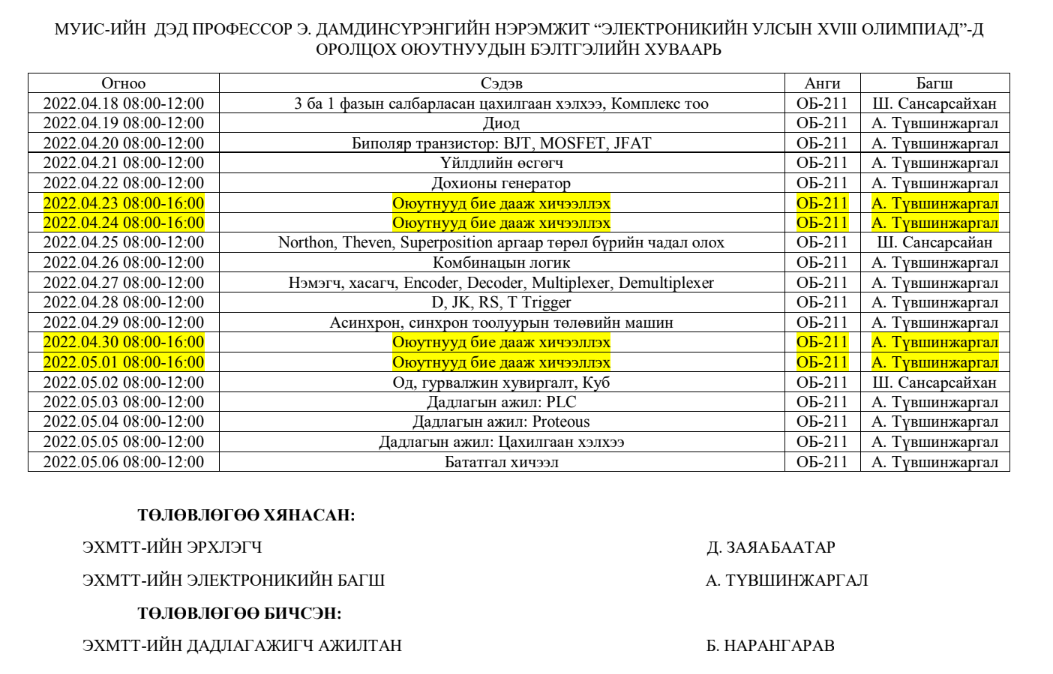 МУИС-ИЙН ДЭД ПРОФЕССОР Э. ДАМДИНСҮРЭНГИЙН НЭРЭМЖИТ “ЭЛЕКТРОНИКИЙН УЛСЫН XVIII ОЛИМПИАД”-Д
ОРОЛЦОХ ОЮУТНУУДЫН БЭЛТГЭЛИЙН ХУВААРЬ
Огноо Сэдэв Анги Багш
2022.04.18 08:00-12:00 3 ба 1 фазын салбарласан цахилгаан хэлхээ, Комплекс тоо ОБ-211 Ш. Сансарсайхан
2022.04.19 08:00-12:00 Диод ОБ-211 А. Түвшинжаргал
2022.04.20 08:00-12:00 Биполяр транзистор: BJT, MOSFET, JFAT ОБ-211 А. Түвшинжаргал
2022.04.21 08:00-12:00 Үйлдлийн өсгөгч ОБ-211 А. Түвшинжаргал
2022.04.22 08:00-12:00 Дохионы генератор ОБ-211 А. Түвшинжаргал
2022.04.23 08:00-16:00 Оюутнууд бие дааж хичээллэх ОБ-211 А. Түвшинжаргал
2022.04.24 08:00-16:00 Оюутнууд бие дааж хичээллэх ОБ-211 А. Түвшинжаргал
2022.04.25 08:00-12:00 Northon, Theven, Superposition аргаар төрөл бүрийн чадал олох ОБ-211 Ш. Сансарсайан
2022.04.26 08:00-12:00 Комбинацын логик ОБ-211 А. Түвшинжаргал
2022.04.27 08:00-12:00 Нэмэгч, хасагч, Encoder, Decoder, Multiplexer, Demultiplexer ОБ-211 А. Түвшинжаргал
2022.04.28 08:00-12:00 D, JK, RS, T Trigger ОБ-211 А. Түвшинжаргал
2022.04.29 08:00-12:00 Асинхрон, синхрон тоолуурын төлөвийн машин ОБ-211 А. Түвшинжаргал
2022.04.30 08:00-16:00 Оюутнууд бие дааж хичээллэх ОБ-211 А. Түвшинжаргал
2022.05.01 08:00-16:00 Оюутнууд бие дааж хичээллэх ОБ-211 А. Түвшинжаргал
2022.05.02 08:00-12:00 Од, гурвалжин хувиргалт, Куб ОБ-211 Ш. Сансарсайхан
2022.05.03 08:00-12:00 Дадлагын ажил: PLC ОБ-211 А. Түвшинжаргал
2022.05.04 08:00-12:00 Дадлагын ажил: Proteous ОБ-211 А. Түвшинжаргал
2022.05.05 08:00-12:00 Дадлагын ажил: Цахилгаан хэлхээ ОБ-211 А. Түвшинжаргал
2022.05.06 08:00-12:00 Бататгал хичээл ОБ-211 А. Түвшинжаргал
ТӨЛӨВЛӨГӨӨ ХЯНАСАН:
ЭХМТТ-ИЙН ЭРХЛЭГЧ Д. ЗАЯАБААТАР
ЭХМТТ-ИЙН ЭЛЕКТРОНИКИЙН БАГШ А. ТҮВШИНЖАРГАЛ
ТӨЛӨВЛӨГӨӨ БИЧСЭН:
ЭХМТТ-ИЙН ДАДЛАГАЖИГЧ АЖИЛТАН Б. НАРАНГАРАВ